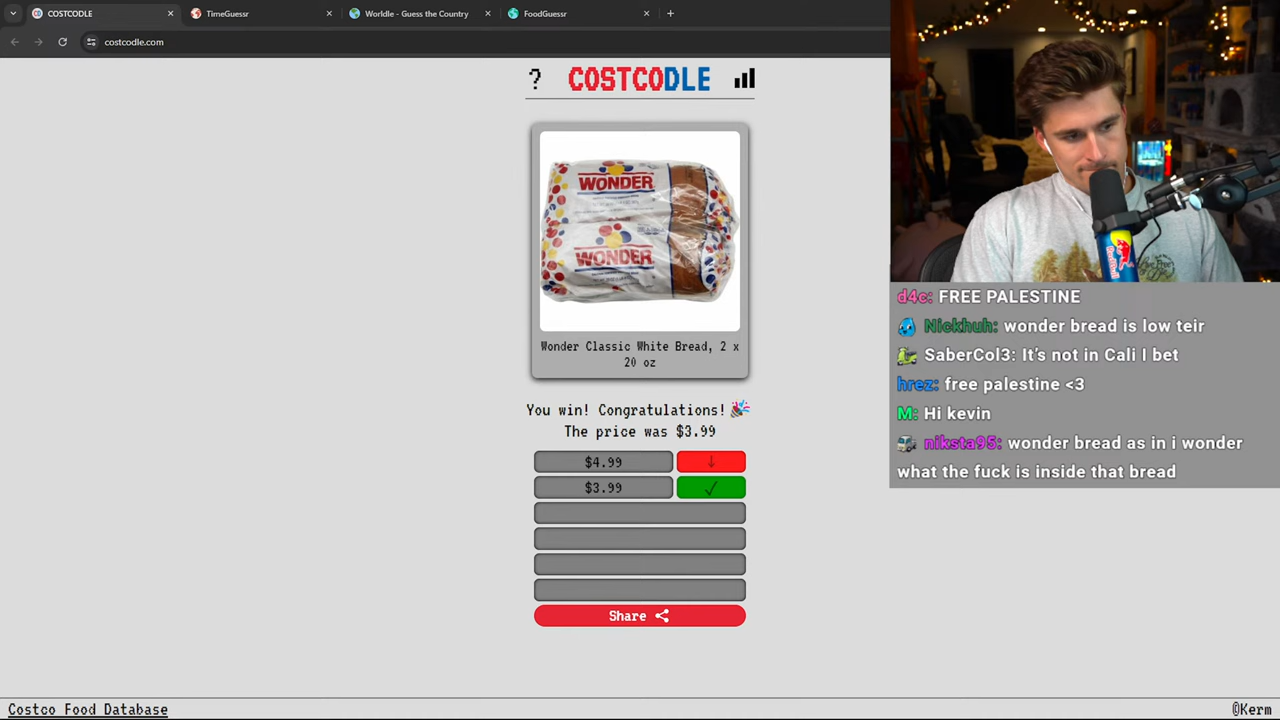 COSTCODLE
TimeGuessr
Worldle - Guess the Country
FoodGuessr
costcodle.com
? COSTCODLE
WONDER
WONDER
Wonder Classic White Bread, 2 x
20 oz
You win! Congratulations! 🎉
The price was $3.99
$4.99 ↓
$3.99 ✓
Share
Costco Food Database
@Kerm
Red Bull
d4c: FREE PALESTINE
Nickhuh: wonder bread is low teir
SaberCol3: It's not in Cali I bet
hrez: free palestine <3
M: Hi kevin
niksta95: wonder bread as in i wonder
what the fuck is inside that bread